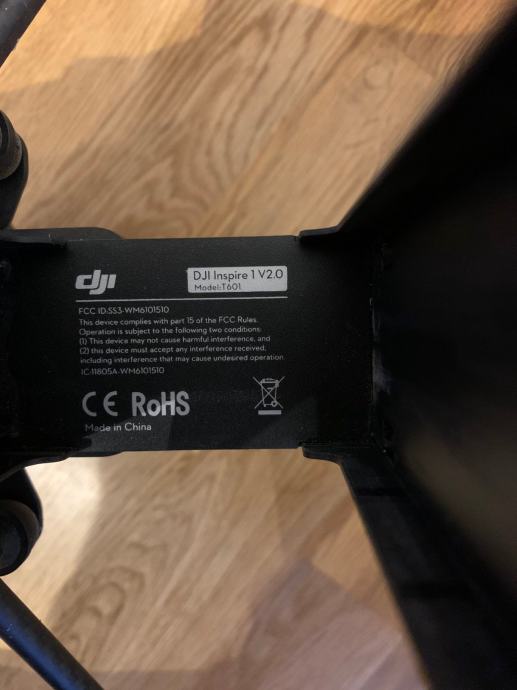 dji
DJI Inspire 1 V2.0
Model:T601
FCC ID:SS3-WM6101510
This device complies with part 15 of the FCC Rules.
Operation is subject to the following two conditions:
(1) This device may not cause harmful interference, and
(2) this device must accept any interference received,
including interference that may cause undesired operation.
IC:11805A-WM6101510
CE RoHS
Made in China